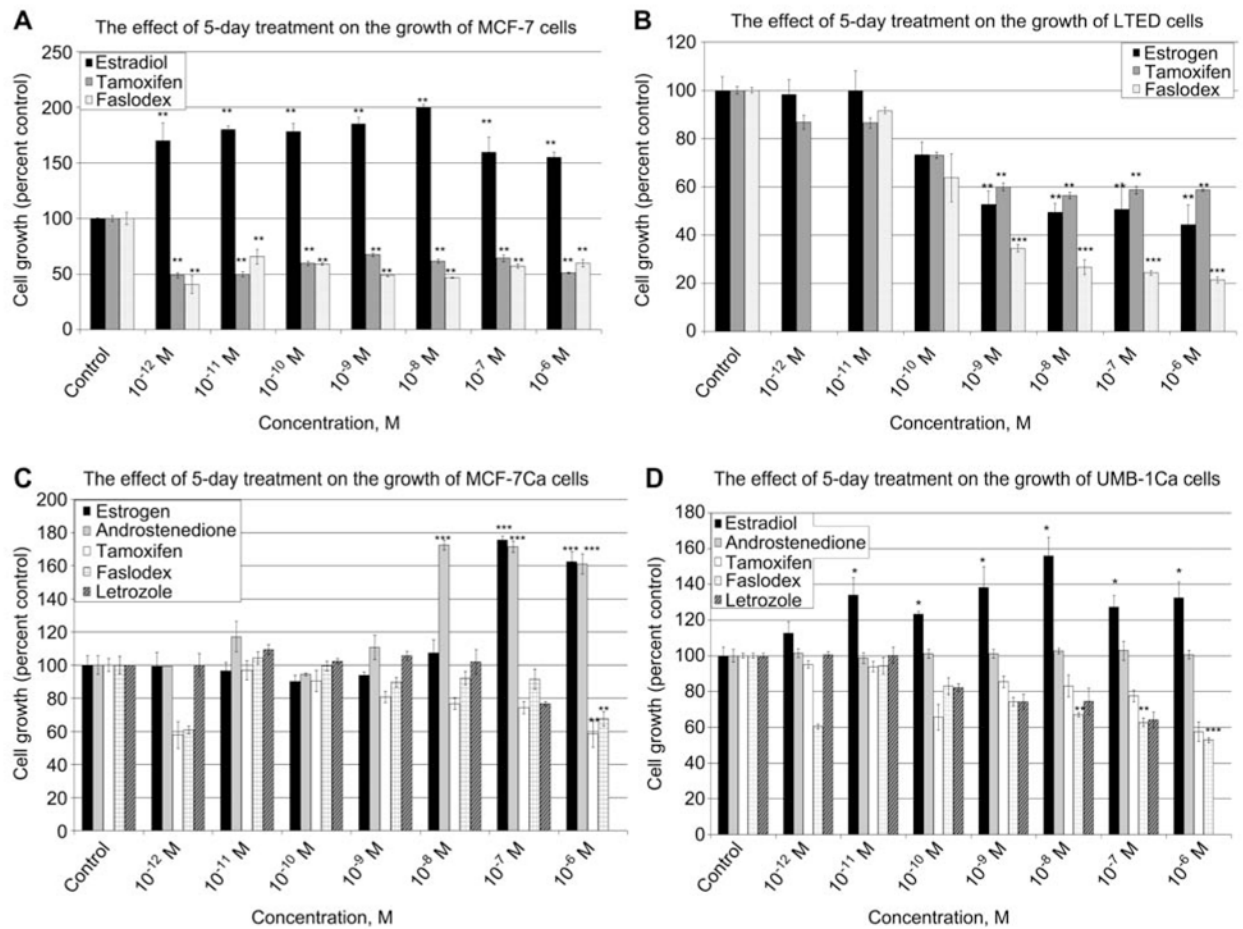 A
The effect of 5-day treatment on the growth of MCF-7 cells
Cell growth (percent control)
250
200
150
100
50
0
Estradiol
Tamoxifen
Faslodex
** ** ** ** ** ** **
** ** ** ** ** ** **
** ** ** ** ** ** **
Control
10⁻¹² M
10⁻¹¹ M
10⁻¹⁰ M
10⁻⁹ M
10⁻⁸ M
10⁻⁷ M
10⁻⁶ M
Concentration, M
B
The effect of 5-day treatment on the growth of LTED cells
Cell growth (percent control)
120
100
80
60
40
20
0
Estrogen
Tamoxifen
Faslodex
** ** ** **
** ** ** **
*** *** *** ***
Control
10⁻¹² M
10⁻¹¹ M
10⁻¹⁰ M
10⁻⁹ M
10⁻⁸ M
10⁻⁷ M
10⁻⁶ M
Concentration, M
C
The effect of 5-day treatment on the growth of MCF-7Ca cells
Cell growth (percent control)
200
180
160
140
120
100
80
60
40
20
0
Estrogen
Androstenedione
Tamoxifen
Faslodex
Letrozole
*** *** *** *** ***
** **
Control
10⁻¹² M
10⁻¹¹ M
10⁻¹⁰ M
10⁻⁹ M
10⁻⁸ M
10⁻⁷ M
10⁻⁶ M
Concentration, M
D
The effect of 5-day treatment on the growth of UMB-1Ca cells
Cell growth (percent control)
180
160
140
120
100
80
60
40
20
0
Estradiol
Androstenedione
Tamoxifen
Faslodex
Letrozole
* * * * * *
** ** ***
Control
10⁻¹² M
10⁻¹¹ M
10⁻¹⁰ M
10⁻⁹ M
10⁻⁸ M
10⁻⁷ M
10⁻⁶ M
Concentration, M